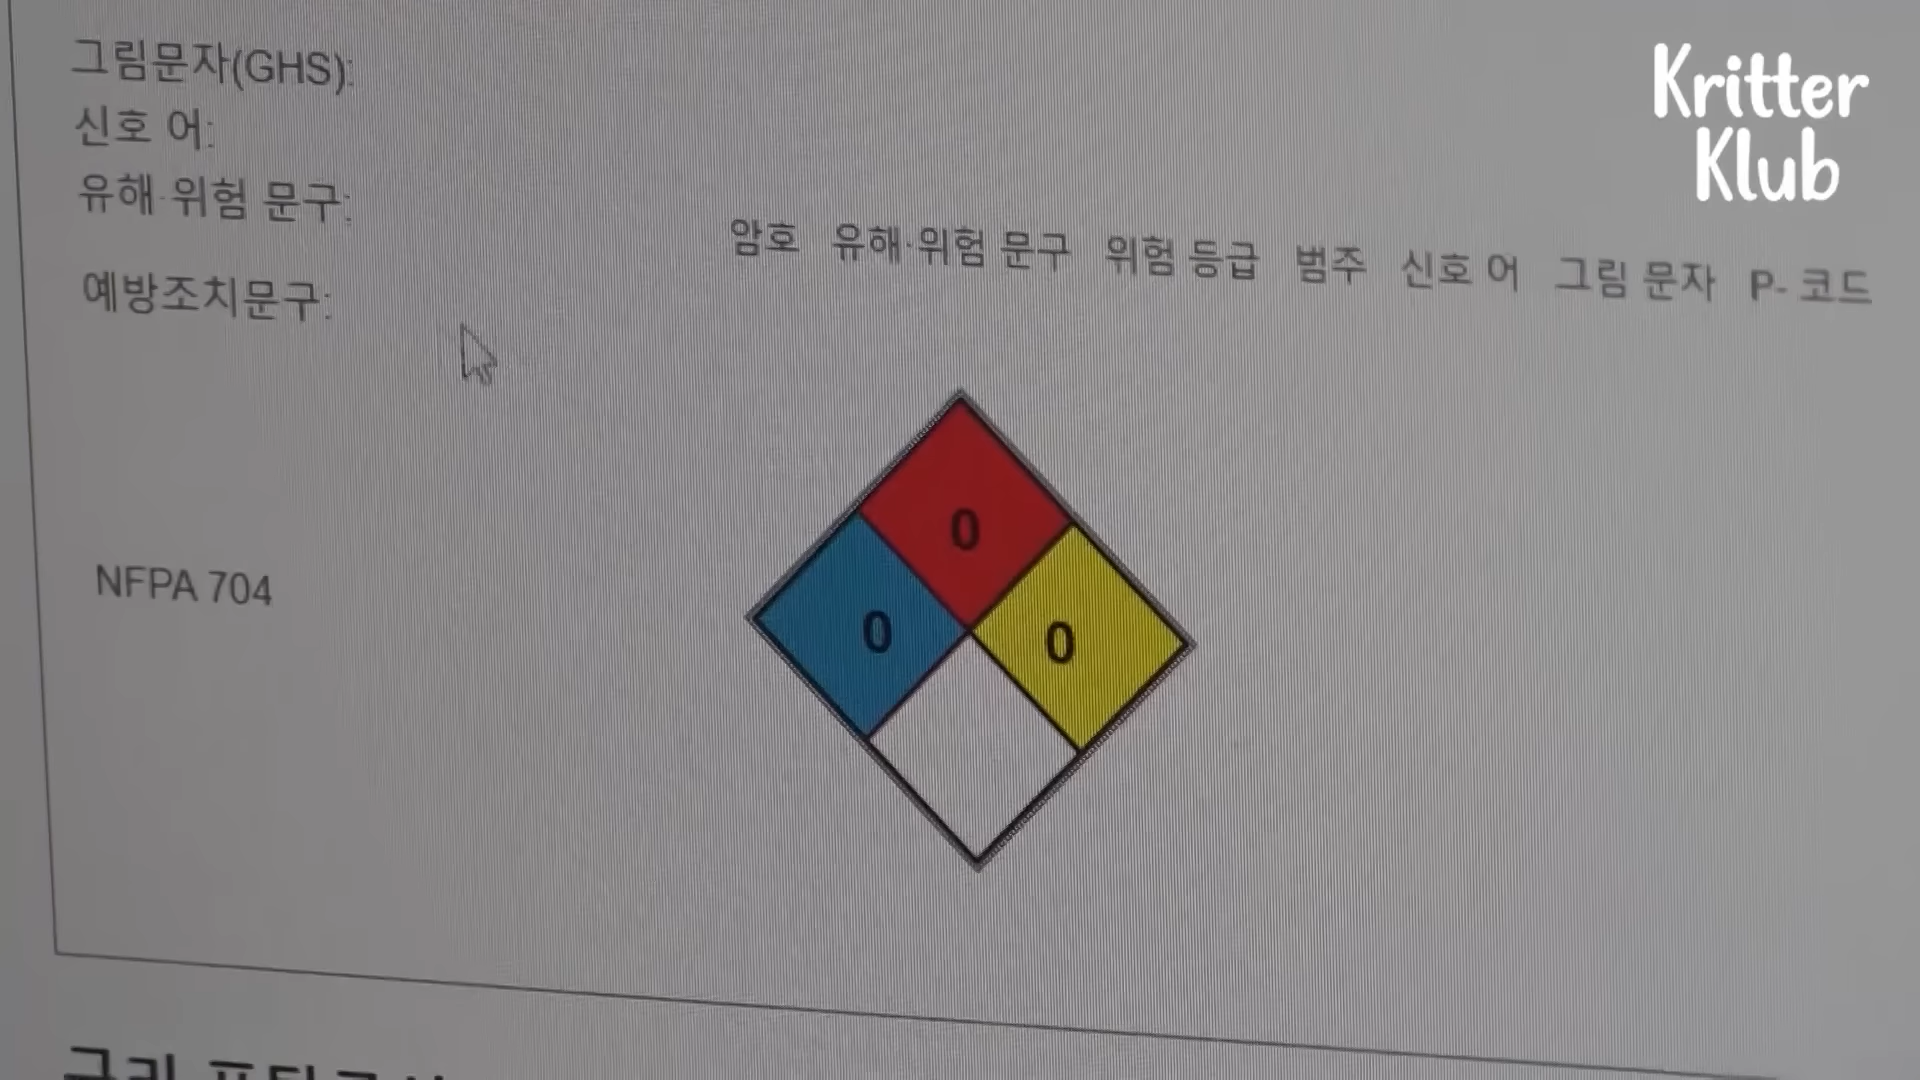 그림문자(GHS):
신호 어:
유해·위험 문구:
예방조치문구:
암호 유해·위험 문구 위험 등급 범주 신호 어 그림 문자 P- 코드
NFPA 704
0
0
0
Kritter
Klub